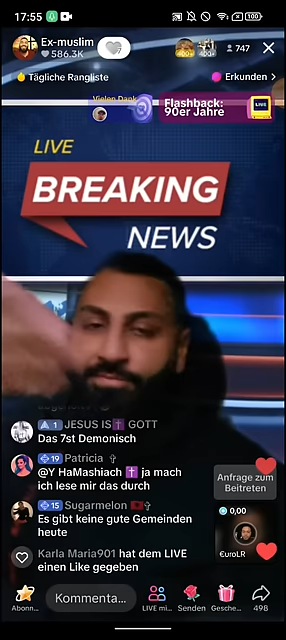 17:55
100
Ex-muslim
586.3K
400+
400+
747
Tägliche Rangliste
Erkunden
Vielen Dank
Flashback:
90er Jahre
LIVE
LIVE
BREAKING
NEWS
1 JESUS IS✝️ GOTT
Das 7st Demonisch
19 Patricia ✝️
@Y HaMashiach ✝️ ja mach
ich lese mir das durch
Anfrage zum
Beitreten
15 Sugarmelon 🇦🇱✝️
Es gibt keine gute Gemeinden
heute
0,00
€uroLR
Karla Maria901 hat dem LIVE
einen Like gegeben
Abonn...
Kommenta...
LIVE mi...
Senden
Gesche...
498